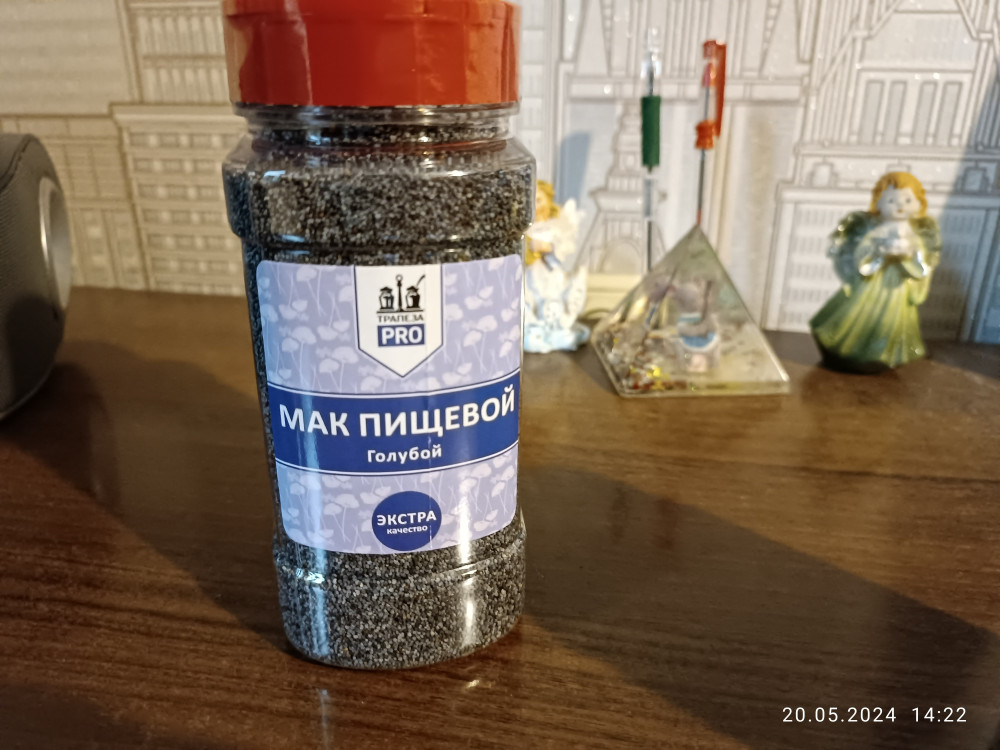 ТРАПЕЗА
PRO
МАК ПИЩЕВОЙ
Голубой
ЭКСТРА
качество
20.05.2024 14:22